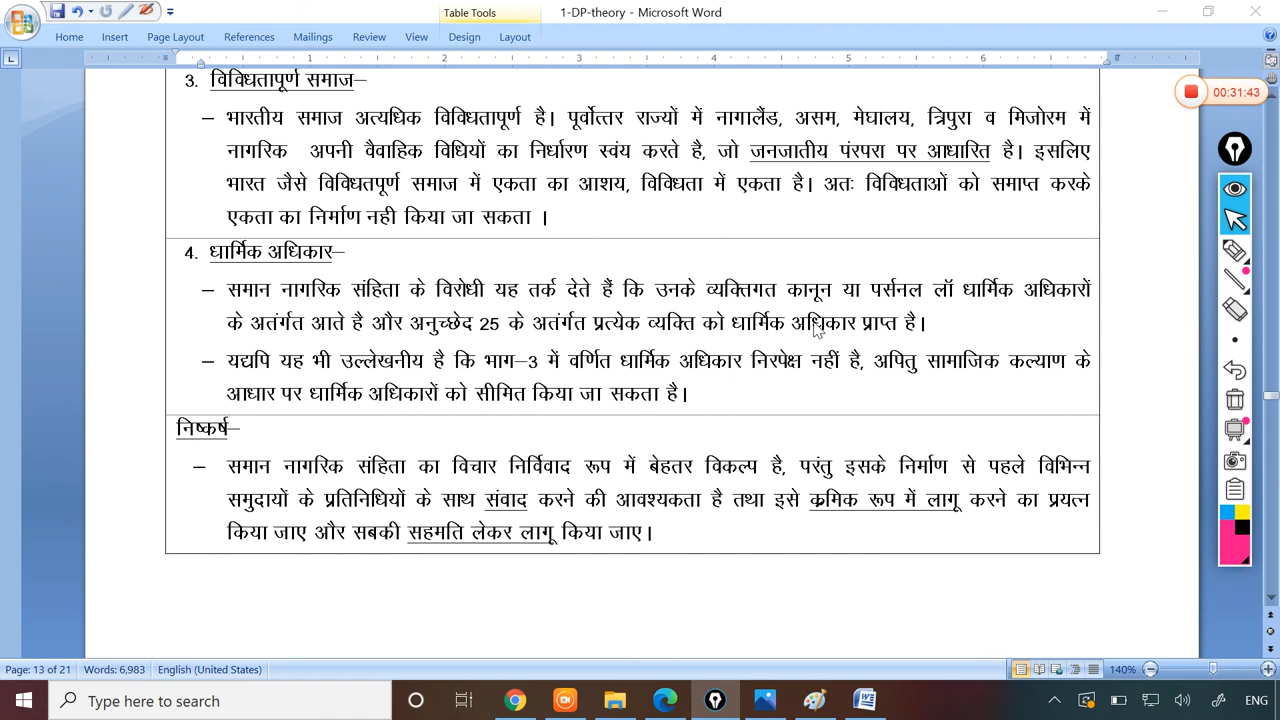 Table Tools
1-DP-theory - Microsoft Word
Home Insert Page Layout References Mailings Review View Design Layout
1 2 3 4 5 6
00:31:43
3. विविधतापूर्ण समाज–
– भारतीय समाज अत्यधिक विविधतापूर्ण है। पूर्वोत्तर राज्यों में नागालैंड, असम, मेघालय, त्रिपुरा व मिजोरम में
नागरिक अपनी वैवाहिक विधियों का निर्धारण स्वंय करते है, जो जनजातीय पंरपरा पर आधारित है। इसलिए
भारत जैसे विविधतपूर्ण समाज में एकता का आशय, विविधता में एकता है। अतः विविधताओं को समाप्त करके
एकता का निर्माण नही किया जा सकता ।
4. धार्मिक अधिकार–
– समान नागरिक संहिता के विरोधी यह तर्क देते हैं कि उनके व्यक्तिगत कानून या पर्सनल लॉ धार्मिक अधिकारों
के अतंर्गत आते है और अनुच्छेद 25 के अतंर्गत प्रत्येक व्यक्ति को धार्मिक अधिकार प्राप्त है।
– यद्यपि यह भी उल्लेखनीय है कि भाग–3 में वर्णित धार्मिक अधिकार निरपेक्ष नहीं है, अपितु सामाजिक कल्याण के
आधार पर धार्मिक अधिकारों को सीमित किया जा सकता है।
निष्कर्ष–
– समान नागरिक संहिता का विचार निर्विवाद रूप में बेहतर विकल्प है, परंतु इसके निर्माण से पहले विभिन्न
समुदायों के प्रतिनिधियों के साथ संवाद करने की आवश्यकता है तथा इसे क्रमिक रूप में लागू करने का प्रयत्न
किया जाए और सबकी सहमति लेकर लागू किया जाए।
Page: 13 of 21 Words: 6,983 English (United States) 140%
Type here to search ENG